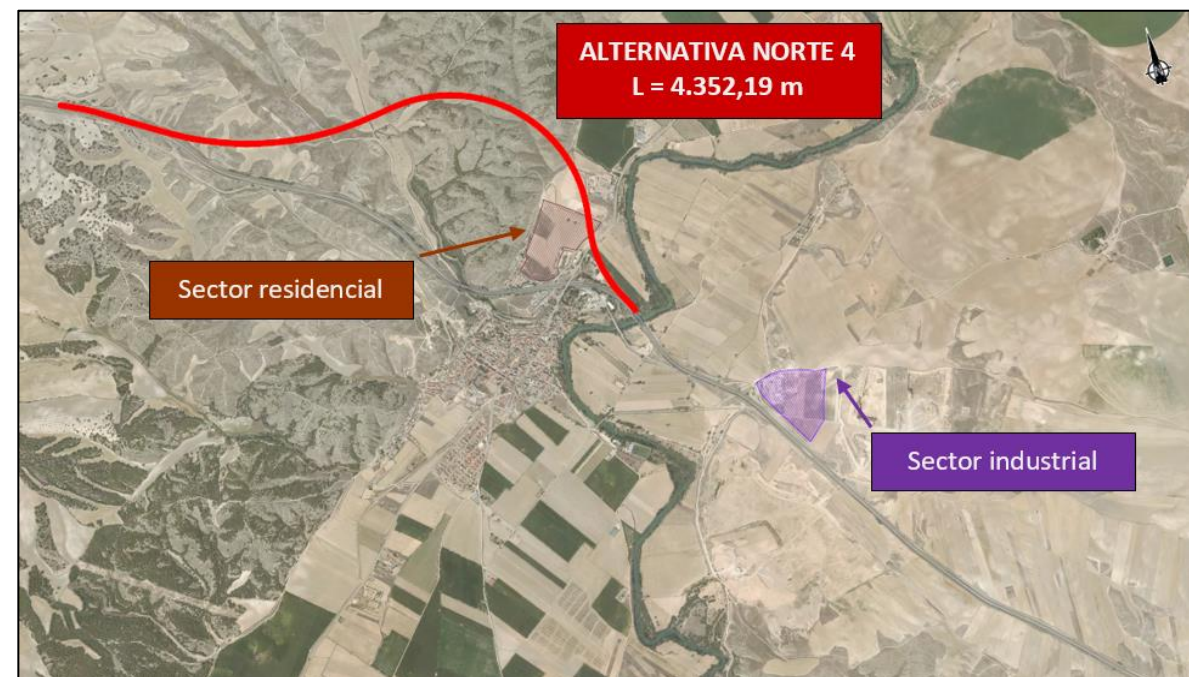 ALTERNATIVA NORTE 4
L = 4.352,19 m
Sector residencial
Sector industrial